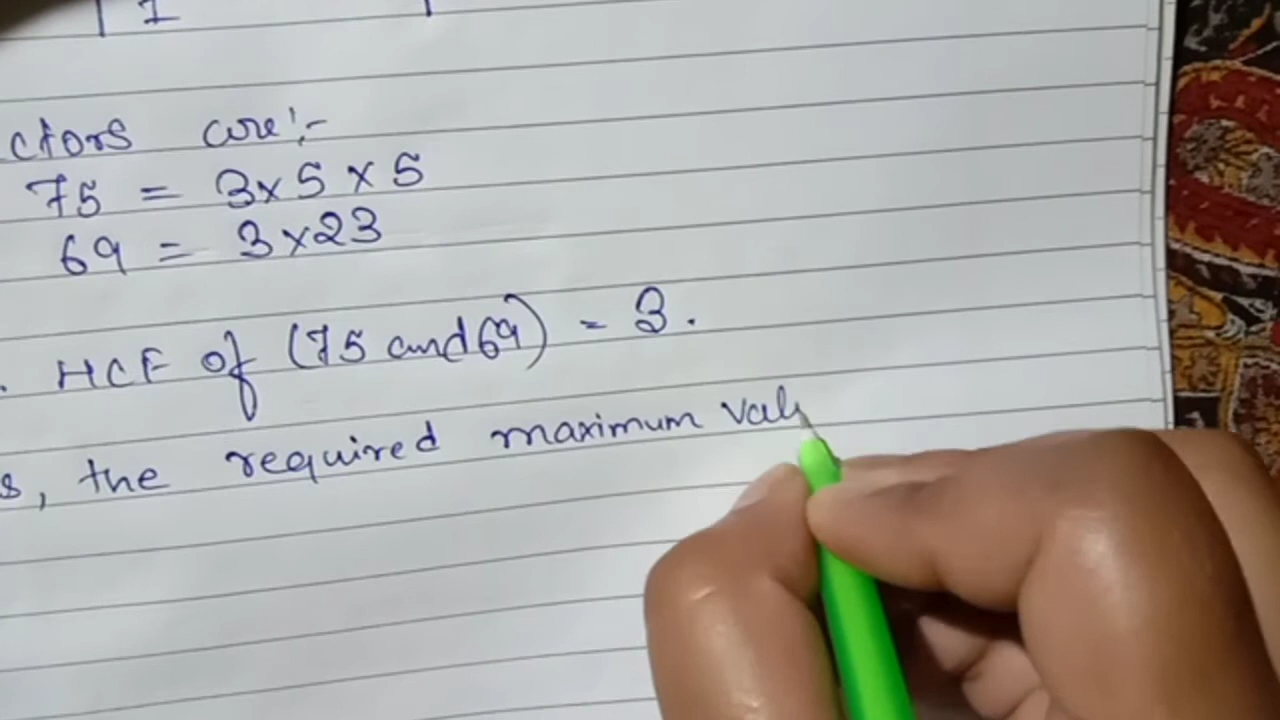 ctors are:-
75 = 3×5×5
69 = 3×23
. HCF of (75 and 69) = 3.
s, the required maximum val